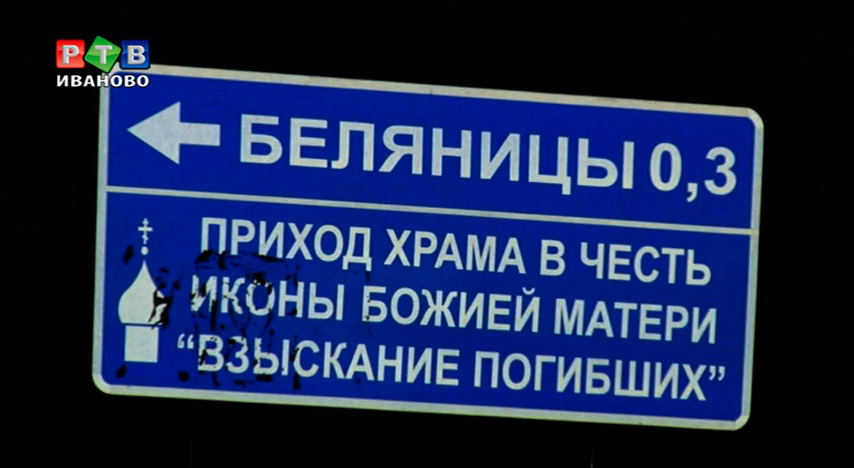 РТВ
ИВАНОВО
БЕЛЯНИЦЫ 0,3
ПРИХОД ХРАМА В ЧЕСТЬ
ИКОНЫ БОЖИЕЙ МАТЕРИ
“ВЗЫСКАНИЕ ПОГИБШИХ”